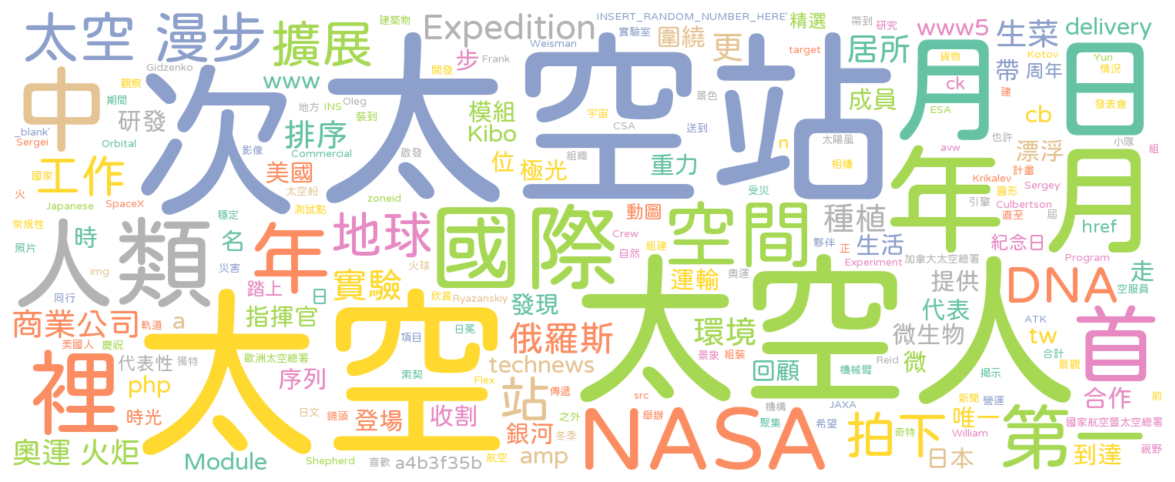 太空 漫步
擴展
Expedition
INSERT_RANDOM_NUMBER_HERE
精選
帶到
研究
建築物
實驗室
圍繞
更
居所
www5
生菜
delivery
Weisman
步
Frank
target
Gidzenko
觀察
www
開發
中
次
太空站
月
日
貨物
Yuri
Kotov
情況
帶
周年
ck
建
發表會
成員
ESA
cb
期間
研發
地方
INS
Oleg
裝到
模組
Kibo
宇宙
景色
CSA
送到
n
太陽風
相機
也許
小隊
漂浮
_blank'
Sergei
Orbital
排序
Commercial
影像
啟發
組織
位
極光
重力
avw
計畫
組
國家
工作
美國
太空船
受災
Krikalev
圓形
Sergey
火
Japanese
SpaceX
測試點
zoneid
年
月
引擎
Culbertson
直至
屆
常規性
穩定
地球
國際
空間
動圖
Crew
自然
種植
夥伴
正
生活
紀念日
href
人類
時
名
年
照片
災害
火球
組建
奧運
運輸
Experiment
加拿大太空總署
Program
走
空服員
img
同行
踏上
日
實驗
欣賞
Ryazanskiy
發現
提供
DNA
商業公司
軌道
a
指揮官
太空
項目
日冕
俄羅斯
太空人
環境
代表
微生物
ATK
tw
首
美國人
慶祝
代表性
獨特
歐洲太空總署
索契
technews
景象
組裝
機械臂
Reid
微
合計
景觀
裡
php
序列
Flex
站
傳遞
回顧
揭示
時光
日文
鏡頭
登場
收割
之外
src
舉辦
機構
JAXA
唯一
新聞
營運
合作
前
NASA
拍下
第一
奧運 火炬
Module
Shepherd
喜歡
a4b3f35b
航空
冬季
銀河
amp
聚集
希望
奇特
William
日本
到達
國家航空暨太空總署
視野